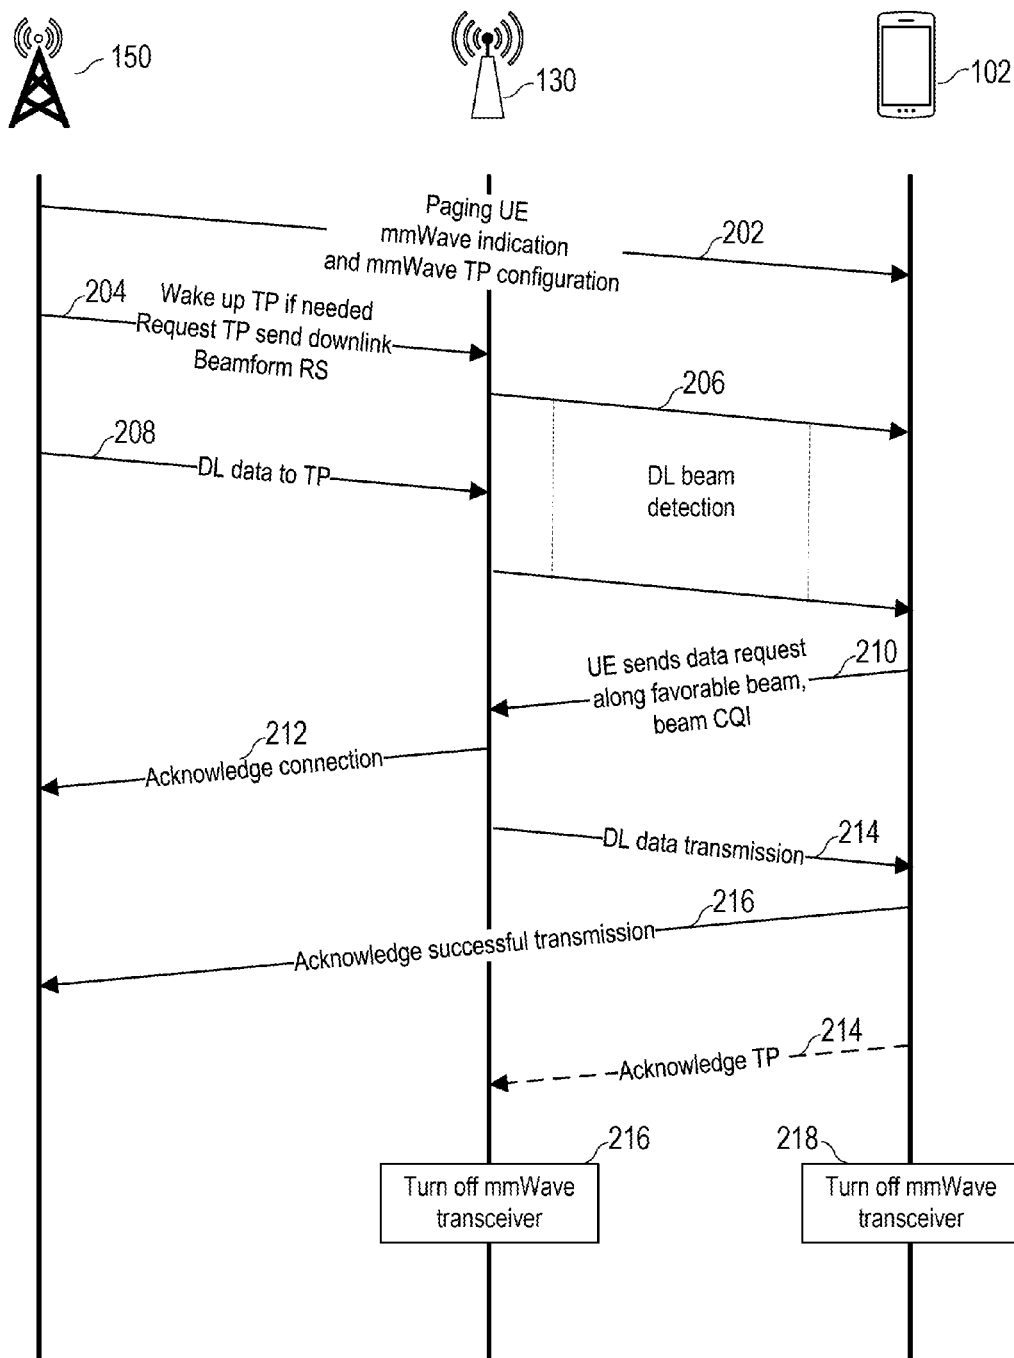 150
130
102
Paging UE
mmWave indication
and mmWave TP configuration
202
204
Wake up TP if needed
Request TP send downlink
Beamform RS
206
208
DL data to TP
DL beam
detection
UE sends data request
along favorable beam,
beam CQI
210
212
Acknowledge connection
DL data transmission
214
216
Acknowledge successful transmission
214
Acknowledge TP
216
218
Turn off mmWave
transceiver
Turn off mmWave
transceiver